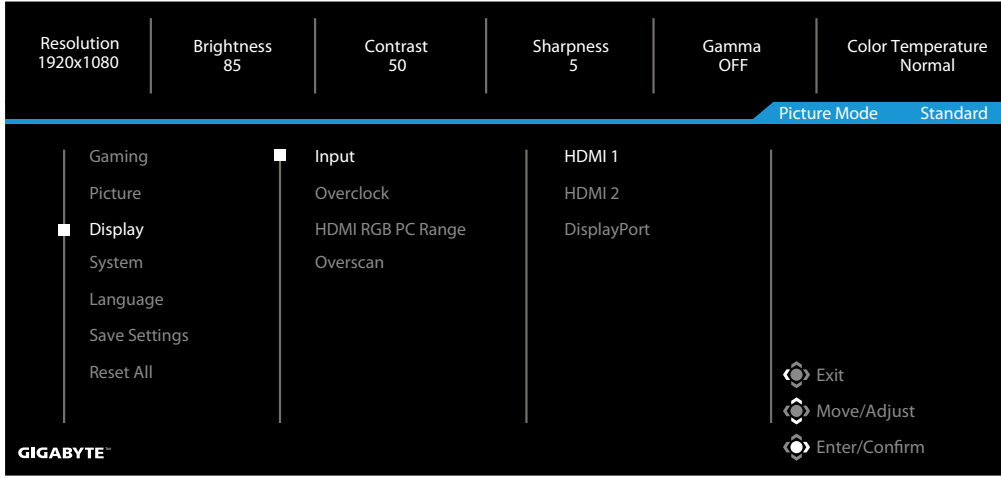 Resolution
1920x1080
Brightness
85
Contrast
50
Sharpness
5
Gamma
OFF
Color Temperature
Normal
Picture Mode Standard
Gaming
Picture
Display
System
Language
Save Settings
Reset All
Input
Overclock
HDMI RGB PC Range
Overscan
HDMI 1
HDMI 2
DisplayPort
Exit
Move/Adjust
Enter/Confirm
GIGABYTE™